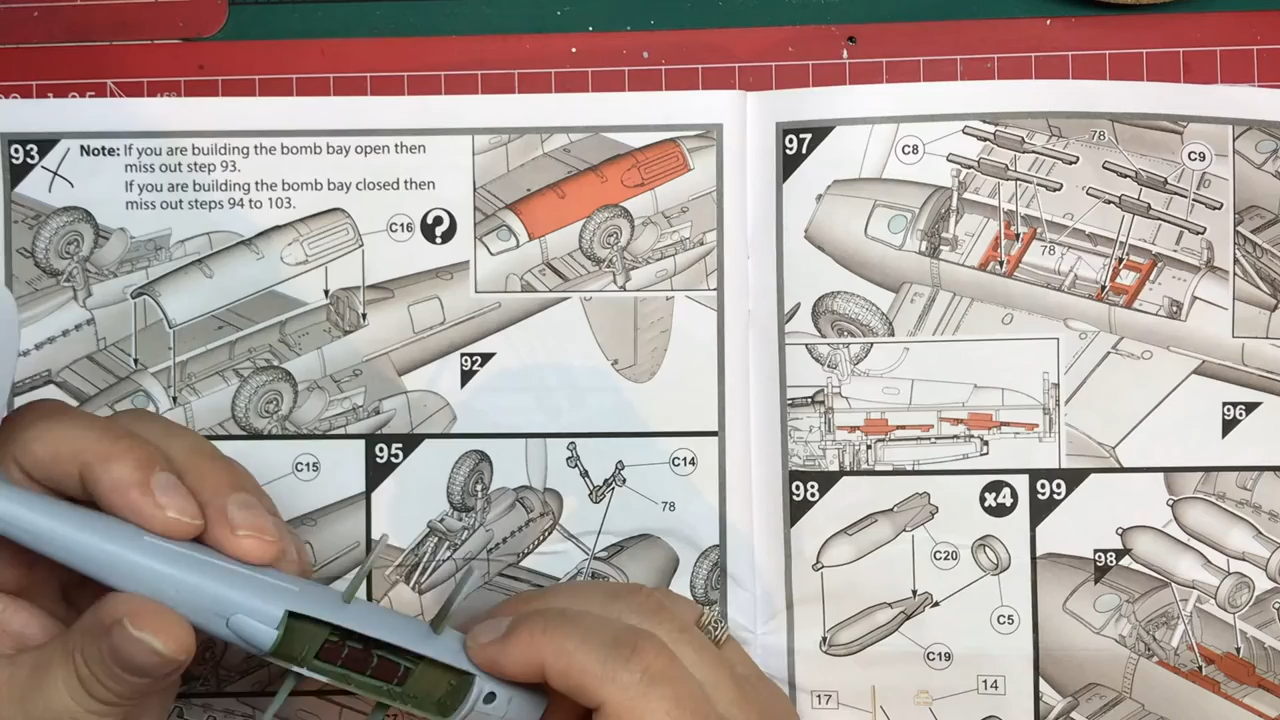 93
X
Note: If you are building the bomb bay open then
miss out step 93.
If you are building the bomb bay closed then
miss out steps 94 to 103.
C16
?
92
C15
95
C14
78
97
C8
78
C9
78
96
98
x4
C20
C5
C19
17
14
99
98